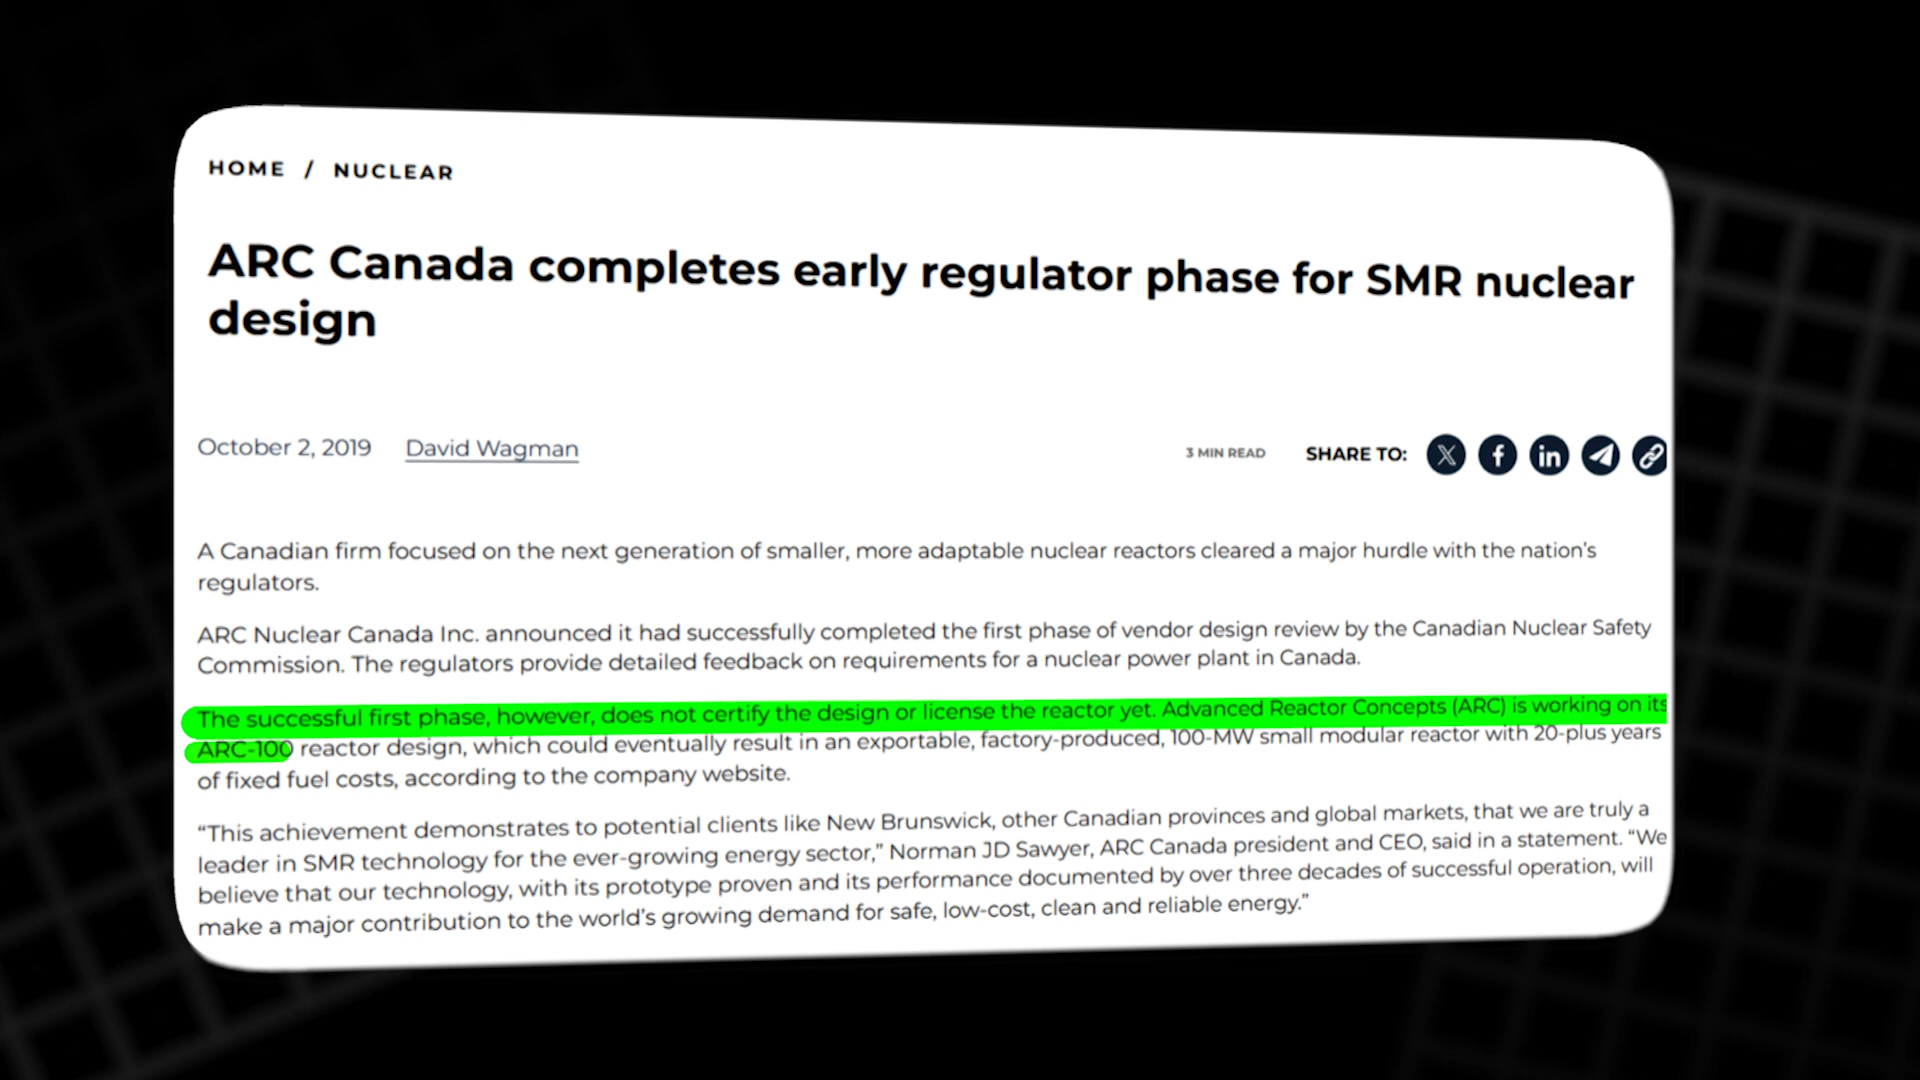 HOME / NUCLEAR
ARC Canada completes early regulator phase for SMR nuclear
design
October 2, 2019 David Wagman 3 MIN READ SHARE TO:
A Canadian firm focused on the next generation of smaller, more adaptable nuclear reactors cleared a major hurdle with the nation’s
regulators.
ARC Nuclear Canada Inc. announced it had successfully completed the first phase of vendor design review by the Canadian Nuclear Safety
Commission. The regulators provide detailed feedback on requirements for a nuclear power plant in Canada.
The successful first phase, however, does not certify the design or license the reactor yet. Advanced Reactor Concepts (ARC) is working on its
ARC-100 reactor design, which could eventually result in an exportable, factory-produced, 100-MW small modular reactor with 20-plus years
of fixed fuel costs, according to the company website.
“This achievement demonstrates to potential clients like New Brunswick, other Canadian provinces and global markets, that we are truly a
leader in SMR technology for the ever-growing energy sector,” Norman JD Sawyer, ARC Canada president and CEO, said in a statement. “We
believe that our technology, with its prototype proven and its performance documented by over three decades of successful operation, will
make a major contribution to the world’s growing demand for safe, low-cost, clean and reliable energy.”